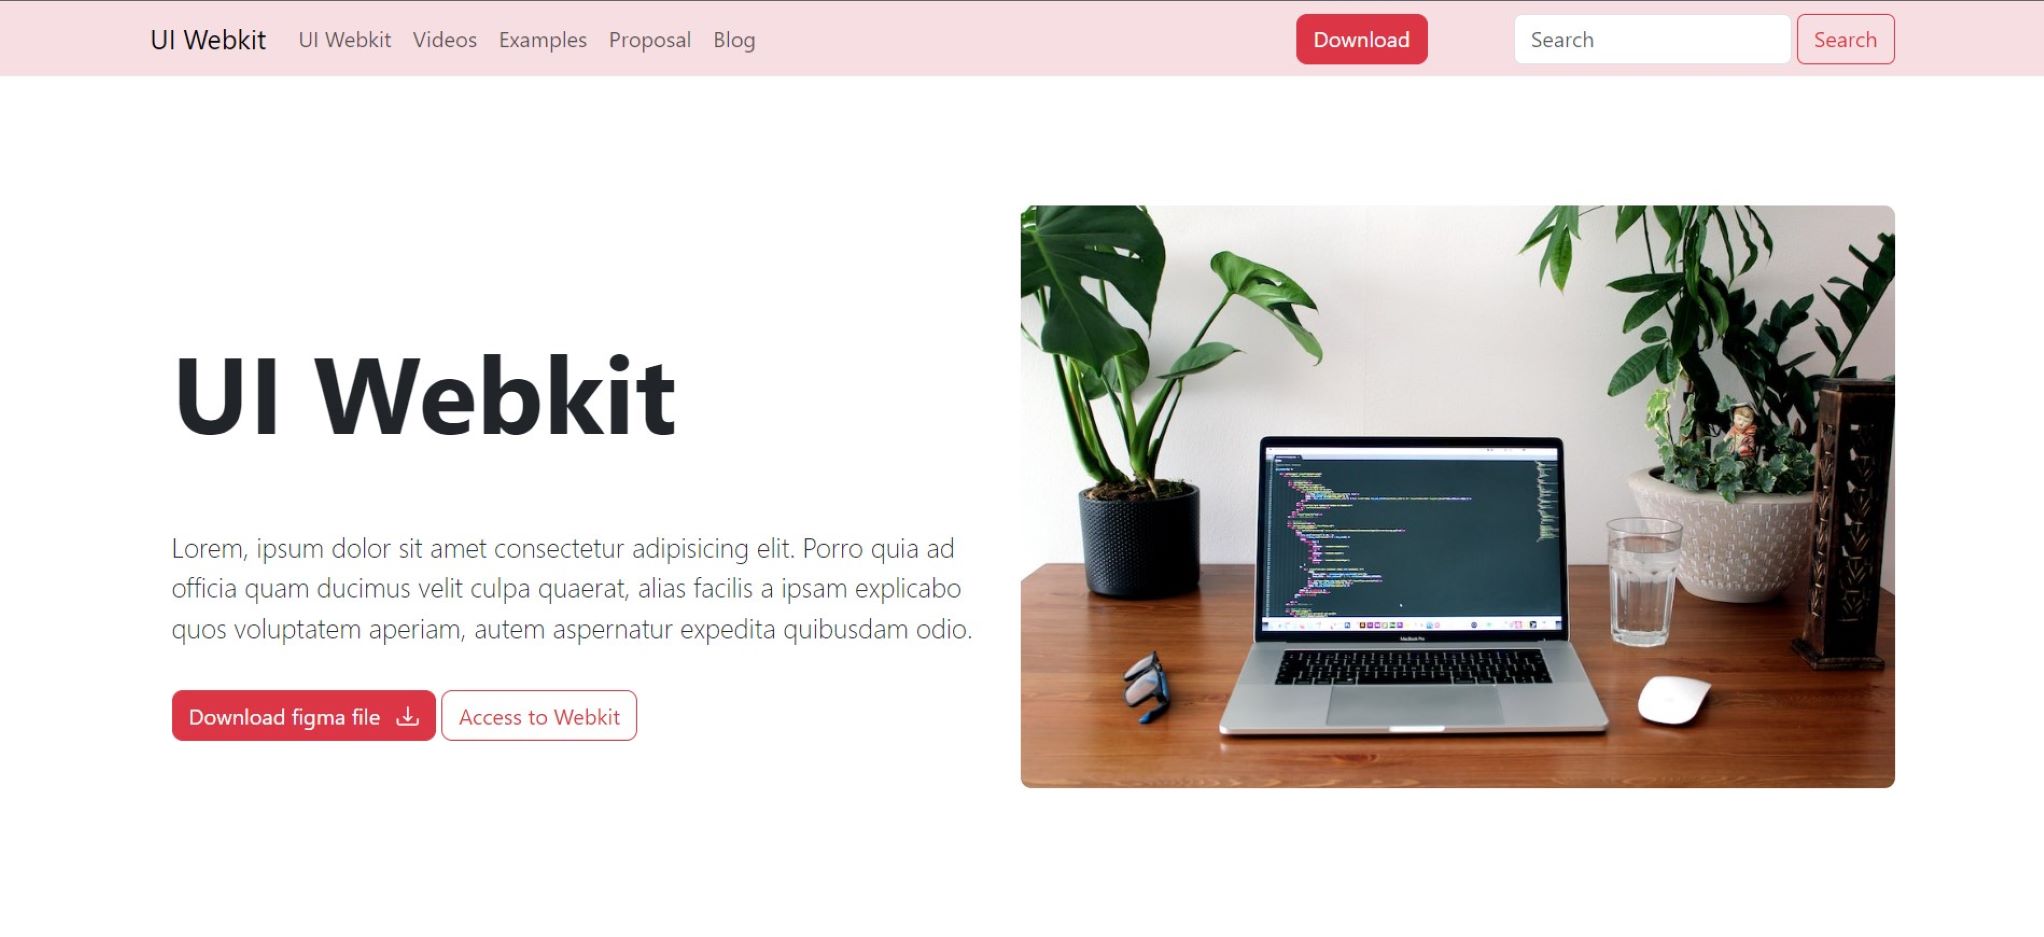 UI Webkit UI Webkit Videos Examples Proposal Blog Download Search Search
UI Webkit
Lorem, ipsum dolor sit amet consectetur adipisicing elit. Porro quia ad
officia quam ducimus velit culpa quaerat, alias facilis a ipsam explicabo
quos voluptatem aperiam, autem aspernatur expedita quibusdam odio.
Download figma file Access to Webkit
MacBook Pro